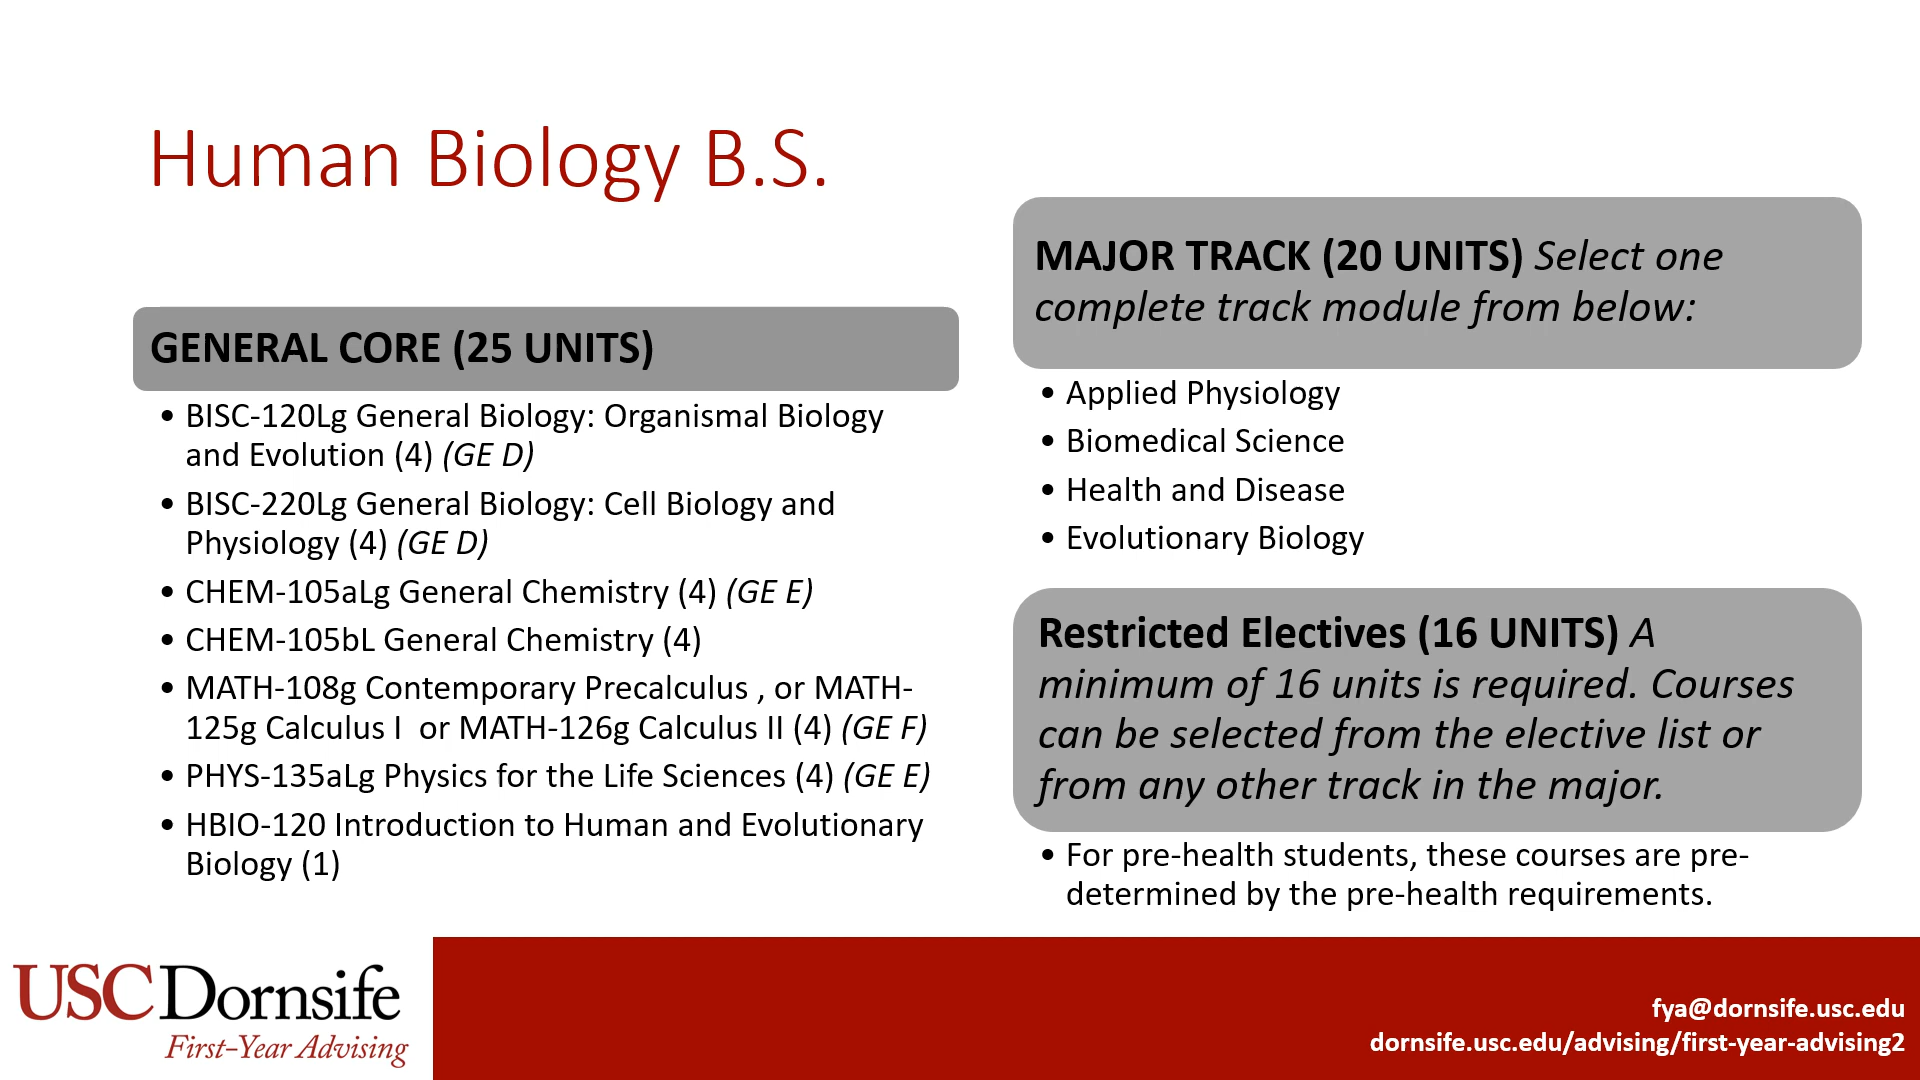 Human Biology B.S.
GENERAL CORE (25 UNITS)
• BISC-120Lg General Biology: Organismal Biology
and Evolution (4) (GE D)
• BISC-220Lg General Biology: Cell Biology and
Physiology (4) (GE D)
• CHEM-105aLg General Chemistry (4) (GE E)
• CHEM-105bL General Chemistry (4)
• MATH-108g Contemporary Precalculus , or MATH-
125g Calculus I  or MATH-126g Calculus II (4) (GE F)
• PHYS-135aLg Physics for the Life Sciences (4) (GE E)
• HBIO-120 Introduction to Human and Evolutionary
Biology (1)
MAJOR TRACK (20 UNITS) Select one
complete track module from below:
• Applied Physiology
• Biomedical Science
• Health and Disease
• Evolutionary Biology
Restricted Electives (16 UNITS) A
minimum of 16 units is required. Courses
can be selected from the elective list or
from any other track in the major.
• For pre-health students, these courses are pre-
determined by the pre-health requirements.
USC Dornsife
First-Year Advising
fya@dornsife.usc.edu
dornsife.usc.edu/advising/first-year-advising2